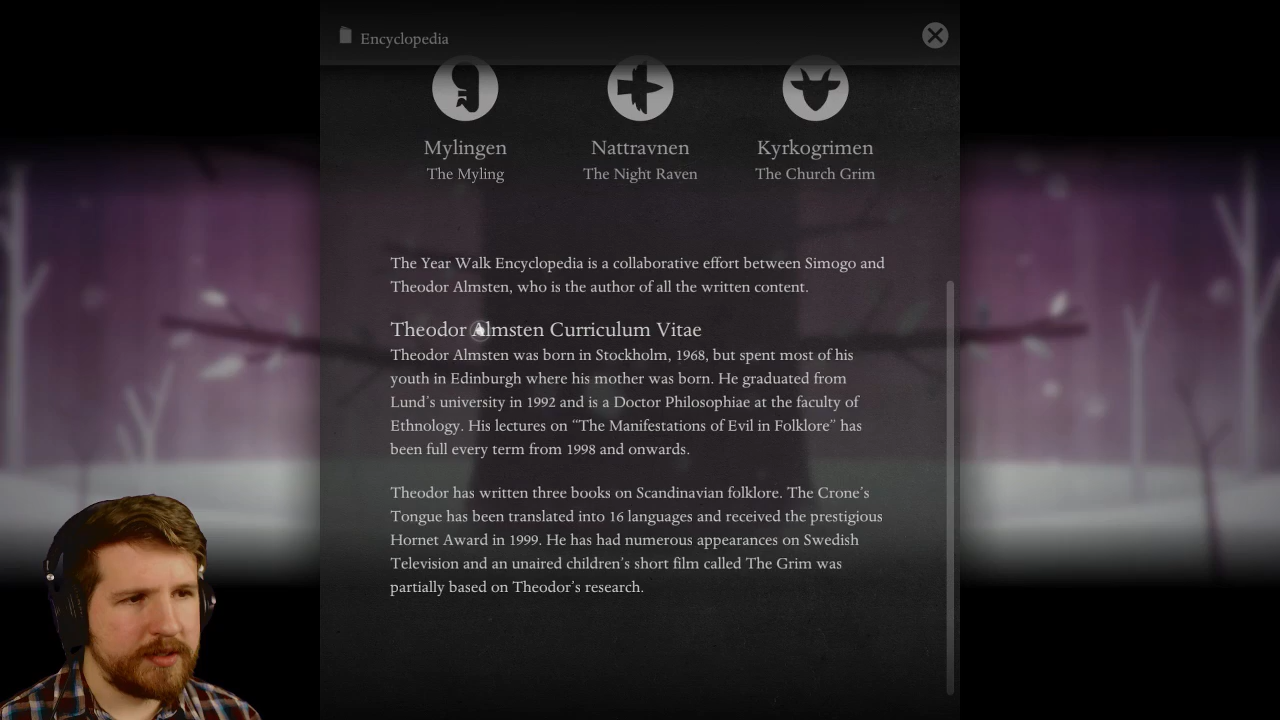 Encyclopedia
Mylingen Nattravnen Kyrkogrimen
The Myling The Night Raven The Church Grim
The Year Walk Encyclopedia is a collaborative effort between Simogo and
Theodor Almsten, who is the author of all the written content.
Theodor Almsten Curriculum Vitae
Theodor Almsten was born in Stockholm, 1968, but spent most of his
youth in Edinburgh where his mother was born. He graduated from
Lund's university in 1992 and is a Doctor Philosophiae at the faculty of
Ethnology. His lectures on “The Manifestations of Evil in Folklore” has
been full every term from 1998 and onwards.
Theodor has written three books on Scandinavian folklore. The Crone's
Tongue has been translated into 16 languages and received the prestigious
Hornet Award in 1999. He has had numerous appearances on Swedish
Television and an unaired children's short film called The Grim was
partially based on Theodor's research.